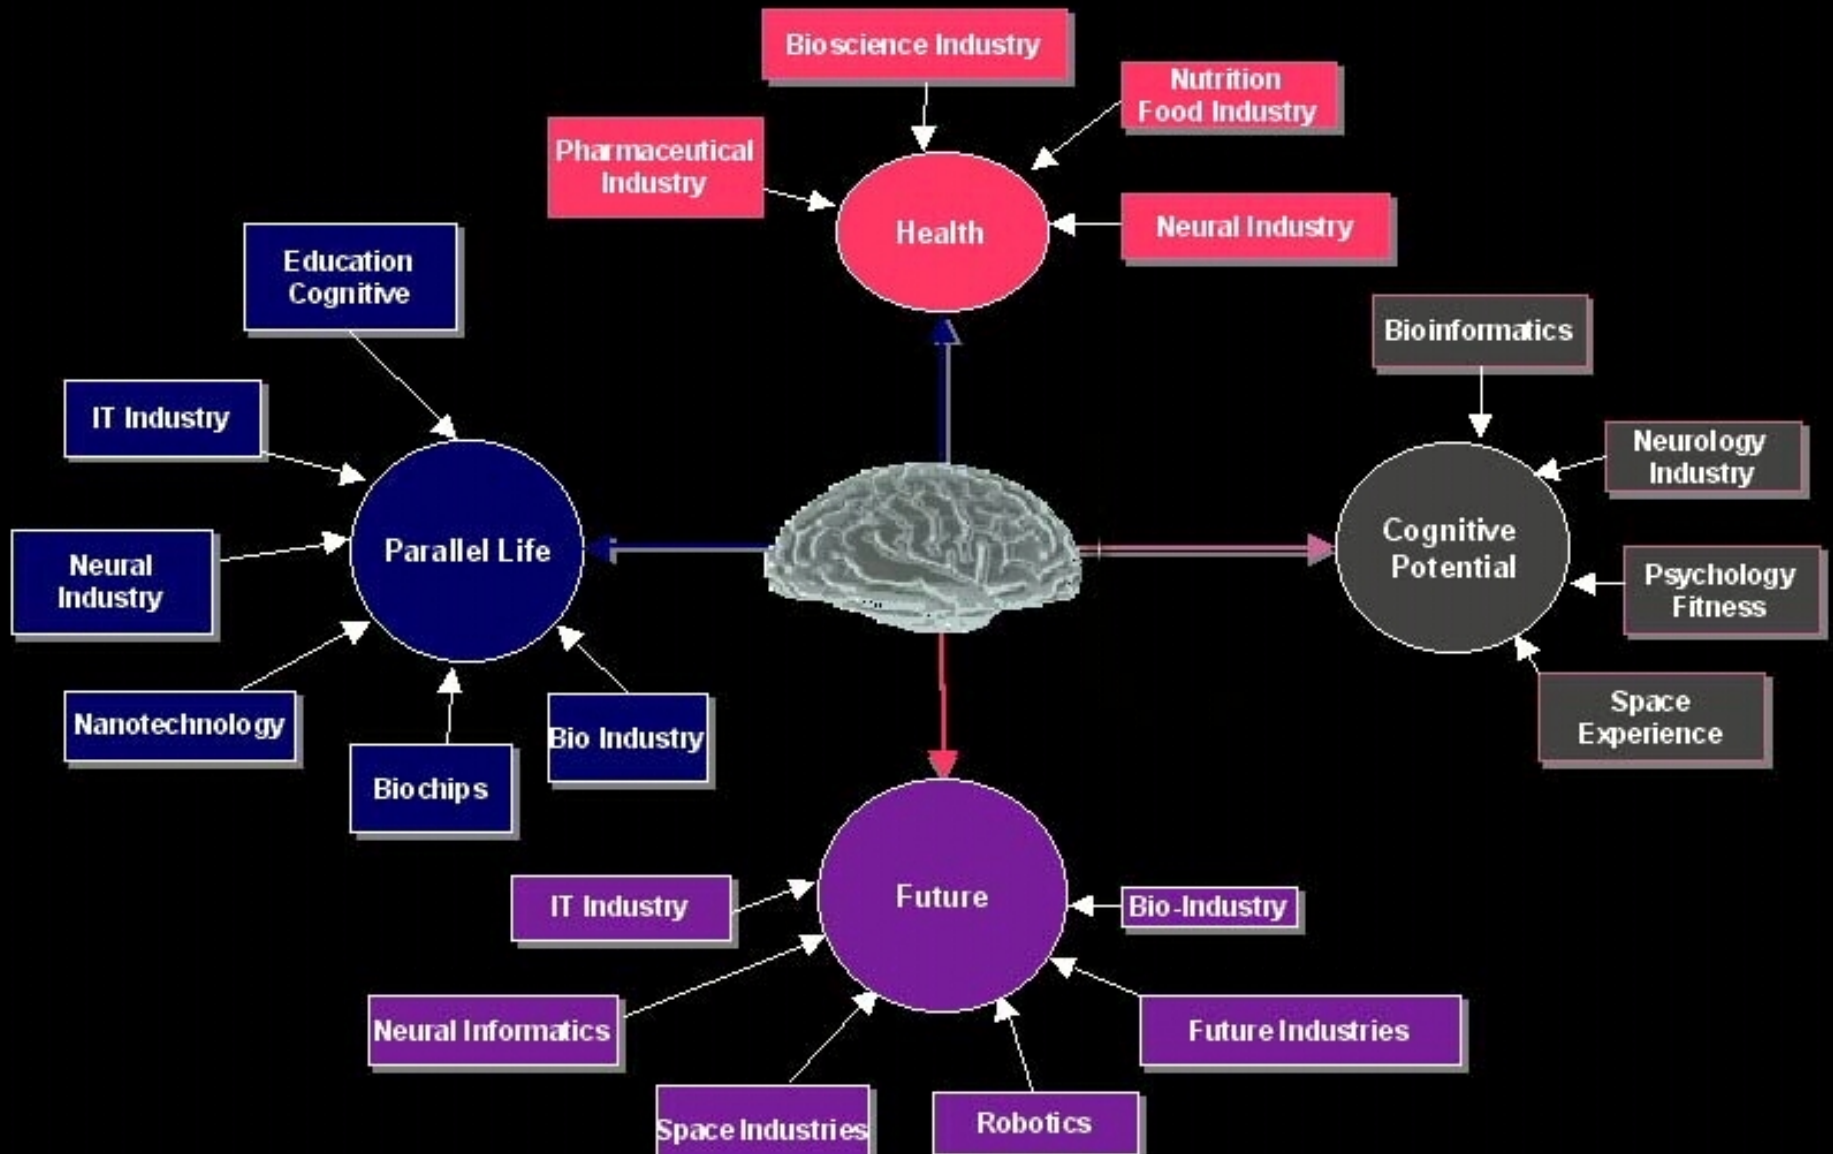 Bioscience Industry
Nutrition
Food Industry
Pharmaceutical
Industry
Health
Neural Industry
Education
Cognitive
Bioinformatics
IT Industry
Neurology
Industry
Parallel Life
Cognitive
Potential
Neural
Industry
Psychology
Fitness
Nanotechnology
Bio Industry
Space
Experience
Biochips
IT Industry
Future
Bio-Industry
Neural Informatics
Future Industries
Space Industries
Robotics